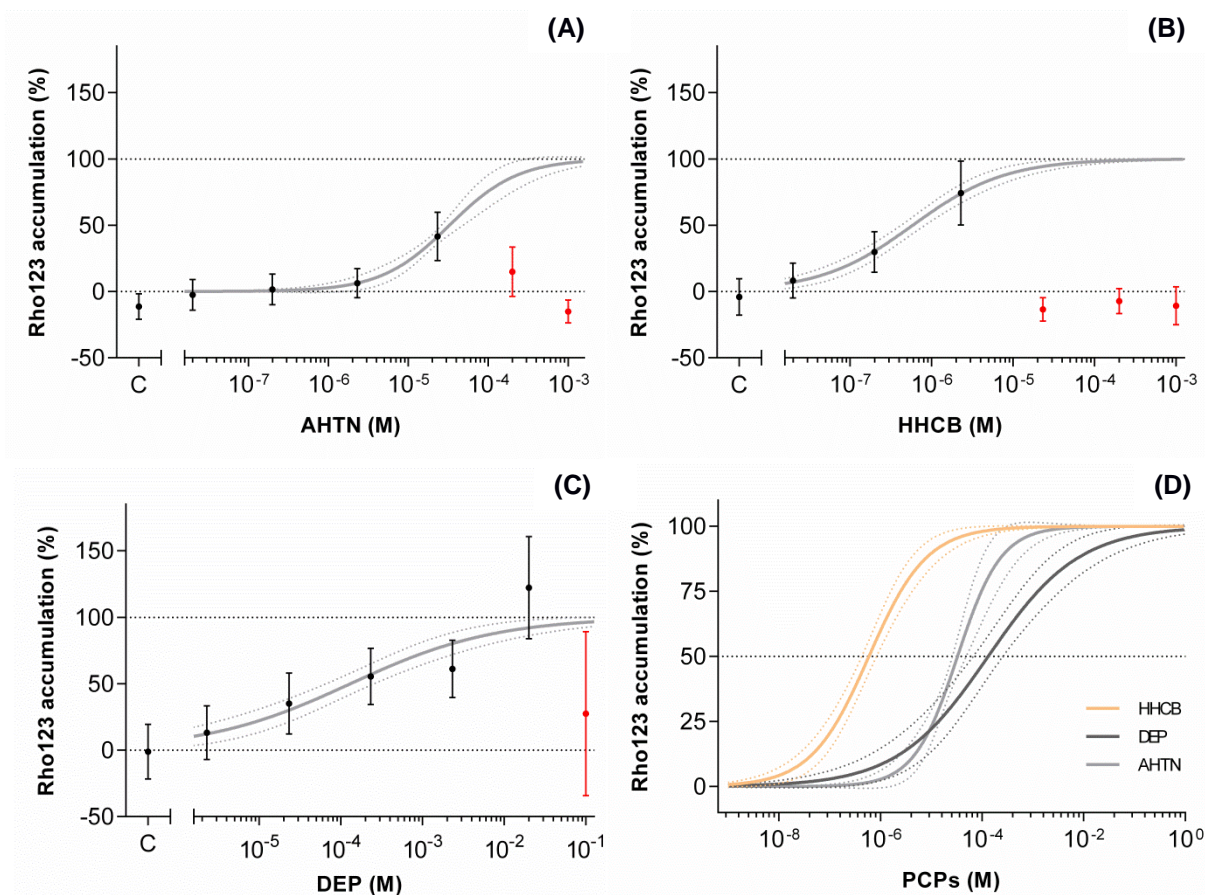 (A)
Rho123 accumulation (%)
150
100
50
0
-50
C
10⁻⁷
10⁻⁶
10⁻⁵
10⁻⁴
10⁻³
AHTN (M)
(B)
Rho123 accumulation (%)
150
100
50
0
-50
C
10⁻⁷
10⁻⁶
10⁻⁵
10⁻⁴
10⁻³
HHCB (M)
(C)
Rho123 accumulation (%)
150
100
50
0
-50
C
10⁻⁵
10⁻⁴
10⁻³
10⁻²
10⁻¹
DEP (M)
(D)
Rho123 accumulation (%)
100
75
50
25
0
HHCB
DEP
AHTN
10⁻⁸
10⁻⁶
10⁻⁴
10⁻²
10⁰
PCPs (M)